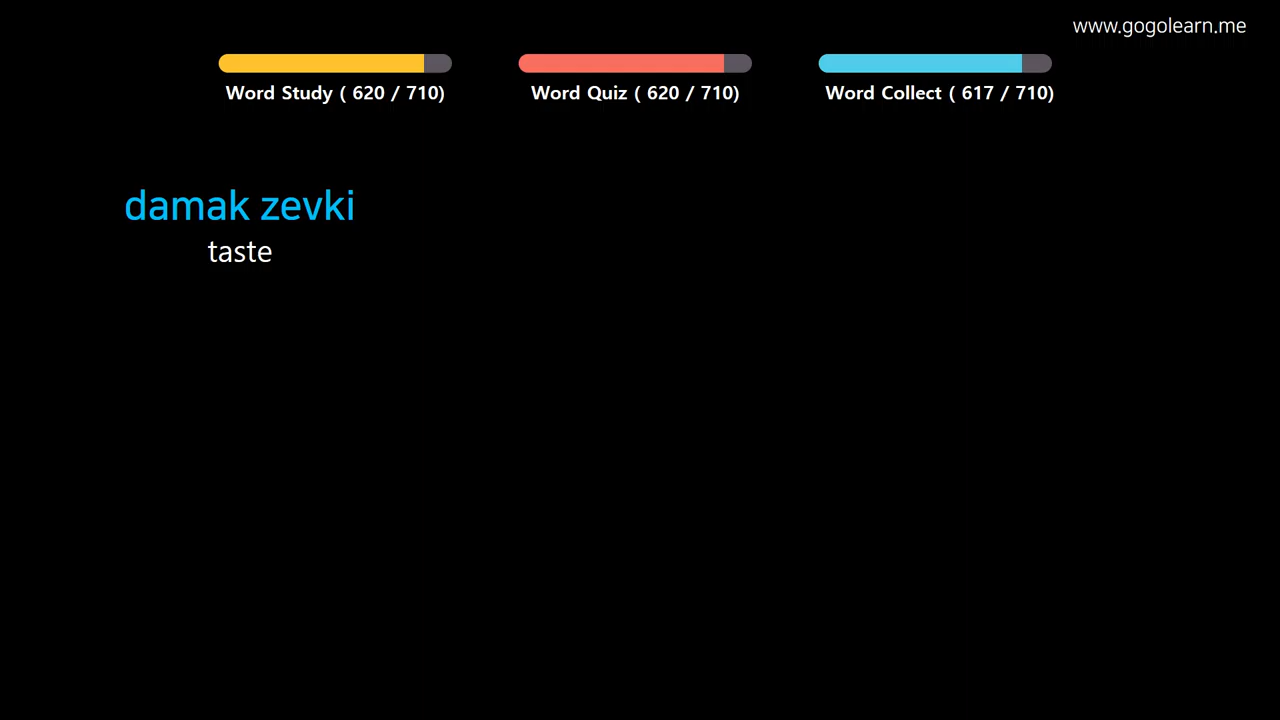 www.gogolearn.me
Word Study ( 620 / 710)
Word Quiz ( 620 / 710)
Word Collect ( 617 / 710)
damak zevki
taste